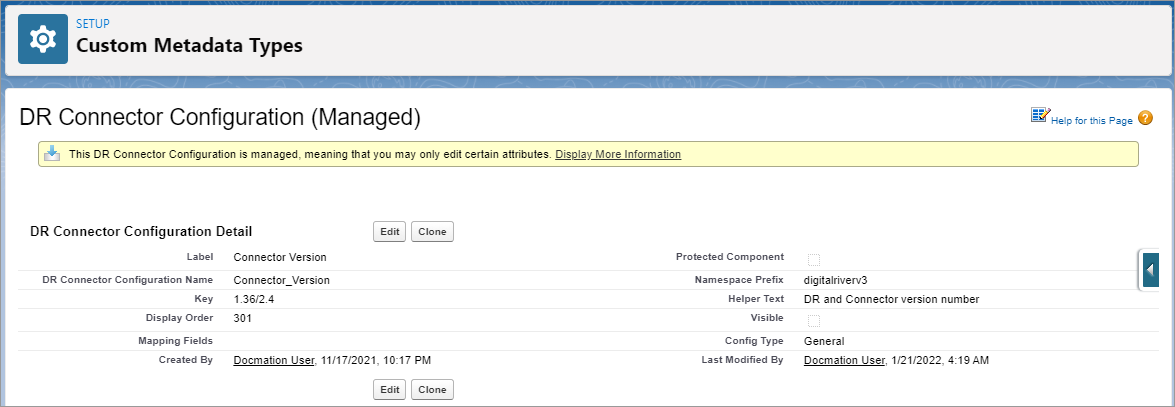 SETUP
Custom Metadata Types
DR Connector Configuration (Managed)
Help for this Page ?
This DR Connector Configuration is managed, meaning that you may only edit certain attributes. Display More Information
DR Connector Configuration Detail Edit Clone
Label Connector Version Protected Component
DR Connector Configuration Name Connector_Version Namespace Prefix digitalriverv3
Key 1.36/2.4 Helper Text DR and Connector version number
Display Order 301 Visible
Mapping Fields Config Type General
Created By Docmation User, 11/17/2021, 10:17 PM Last Modified By Docmation User, 1/21/2022, 4:19 AM
Edit Clone